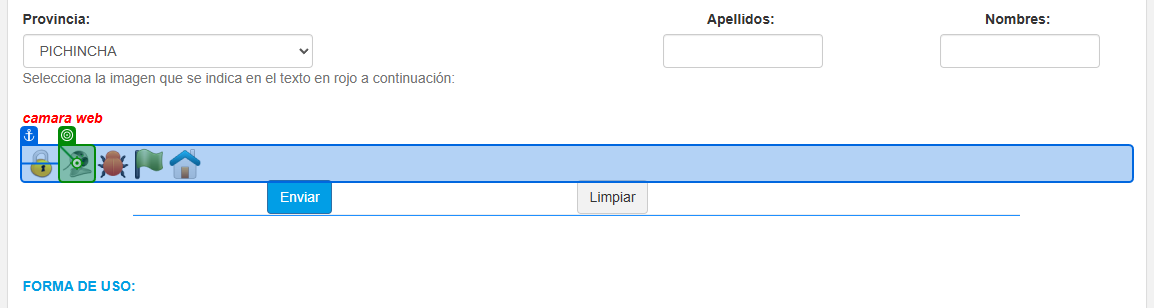 Provincia: Apellidos: Nombres:
PICHINCHA
Selecciona la imagen que se indica en el texto en rojo a continuación:
camara web
Enviar Limpiar
FORMA DE USO: